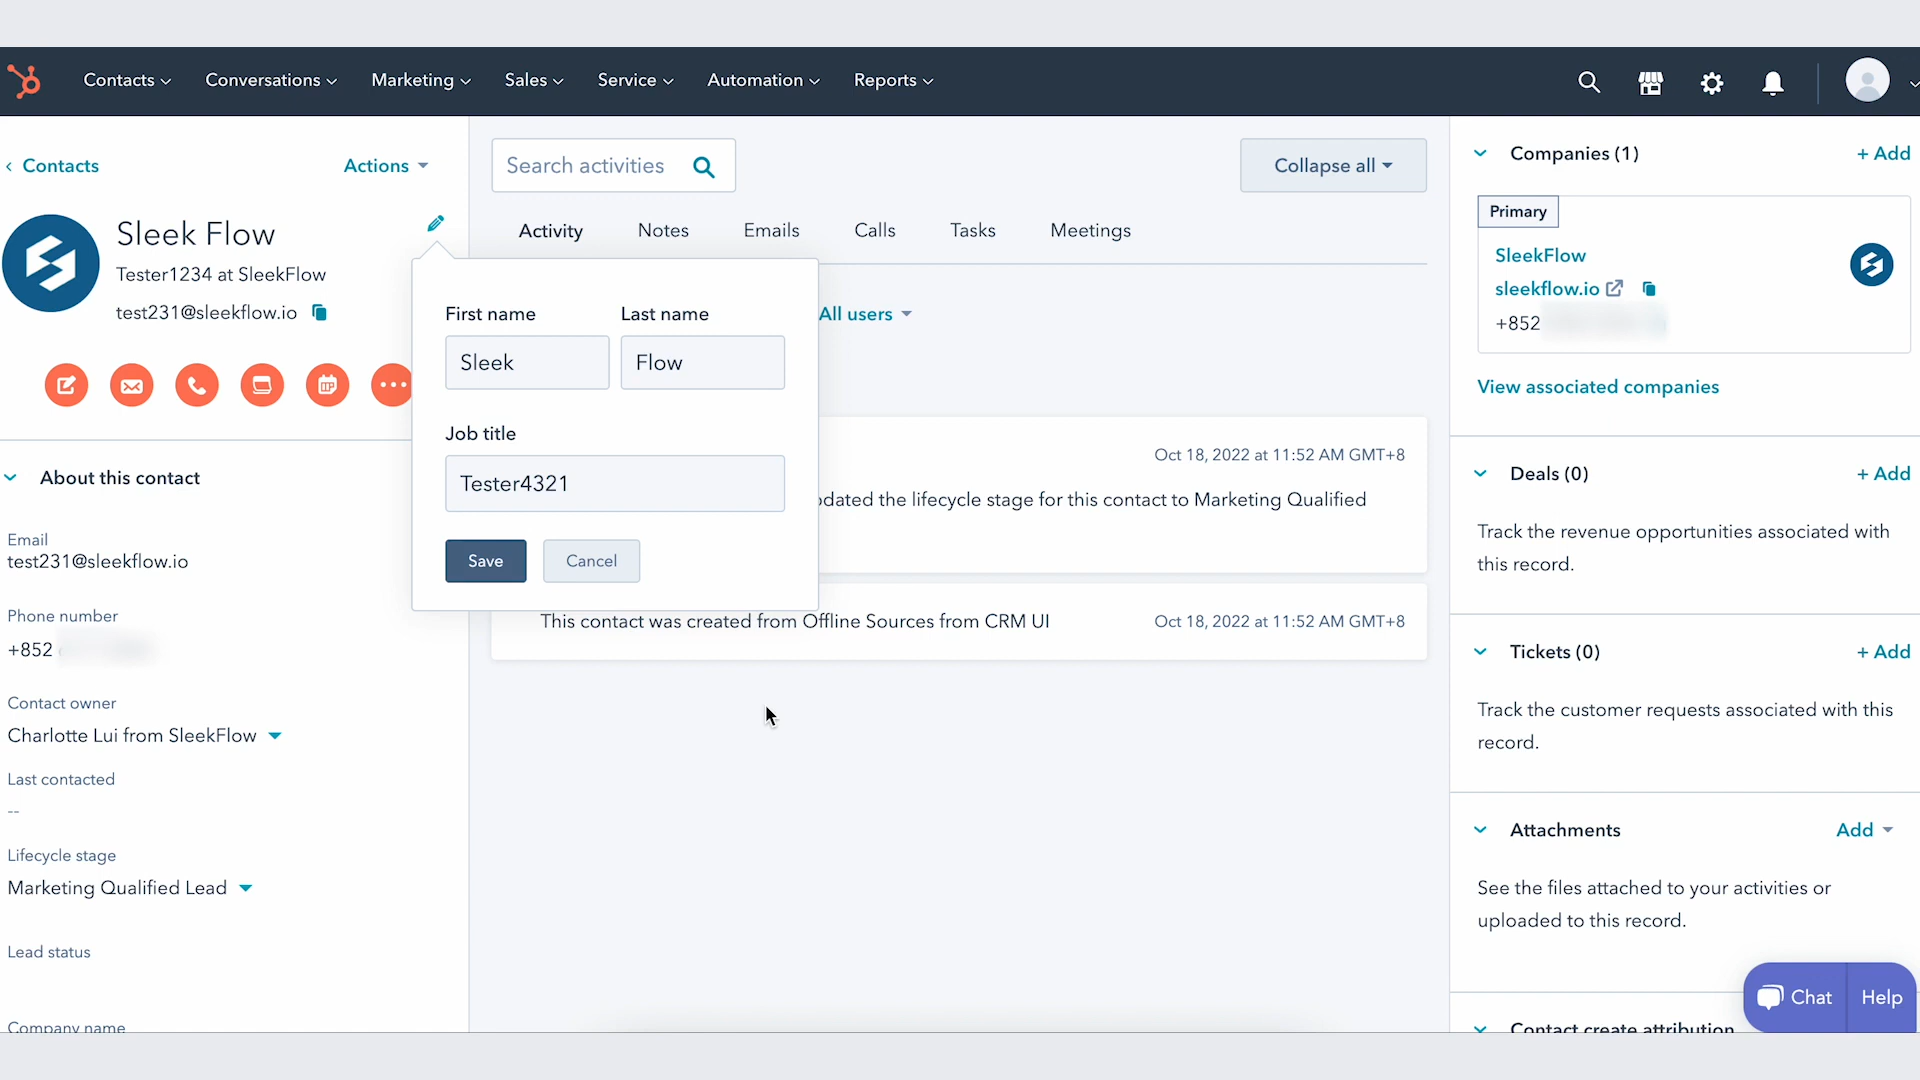 Contacts
Conversations
Marketing
Sales
Service
Automation
Reports
Contacts
Actions
Sleek Flow
Tester1234 at SleekFlow
test231@sleekflow.io
About this contact
Email
test231@sleekflow.io
Phone number
+852
Contact owner
Charlotte Lui from SleekFlow
Last contacted
--
Lifecycle stage
Marketing Qualified Lead
Lead status
Company name
Search activities
Collapse all
Activity
Notes
Emails
Calls
Tasks
Meetings
All users
First name
Last name
Sleek
Flow
Job title
Tester4321
Save
Cancel
Oct 18, 2022 at 11:52 AM GMT+8
the lifecycle stage for this contact to Marketing Qualified
This contact was created from Offline Sources from CRM UI
Oct 18, 2022 at 11:52 AM GMT+8
Companies (1)
+ Add
Primary
SleekFlow
sleekflow.io
+852
View associated companies
Deals (0)
+ Add
Track the revenue opportunities associated with
this record.
Tickets (0)
+ Add
Track the customer requests associated with this
record.
Attachments
Add
See the files attached to your activities or
uploaded to this record.
Contact create attribution
Chat
Help